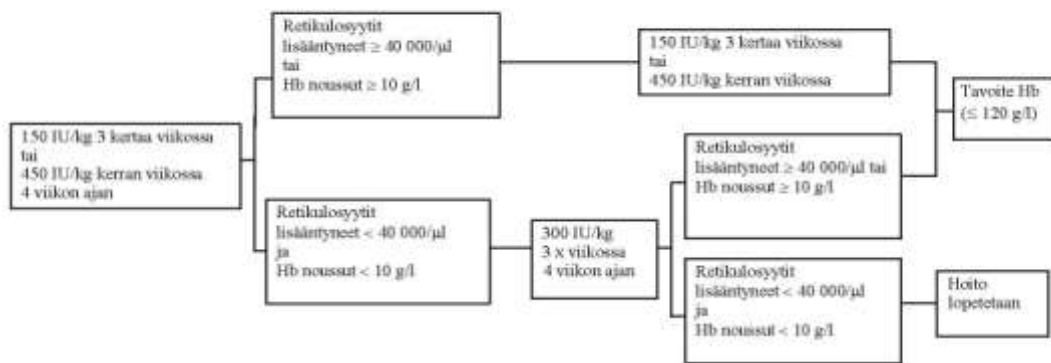 150 IU/kg 3 kertaa viikossa
tai
450 IU/kg kerran viikossa
4 viikon ajan
Retikulosyytit
lisääntyneet ≥ 40 000/µl
tai
Hb noussut ≥ 10 g/l
150 IU/kg 3 kertaa viikossa
tai
450 IU/kg kerran viikossa
Tavoite Hb
(≤ 120 g/l)
Retikulosyytit
lisääntyneet < 40 000/µl
ja
Hb noussut < 10 g/l
300 IU/kg
3 x viikossa
4 viikon ajan
Retikulosyytit
lisääntyneet ≥ 40 000/µl tai
Hb noussut ≥ 10 g/l
Retikulosyytit
lisääntyneet < 40 000/µl
ja
Hb noussut < 10 g/l
Hoito
lopetetaan